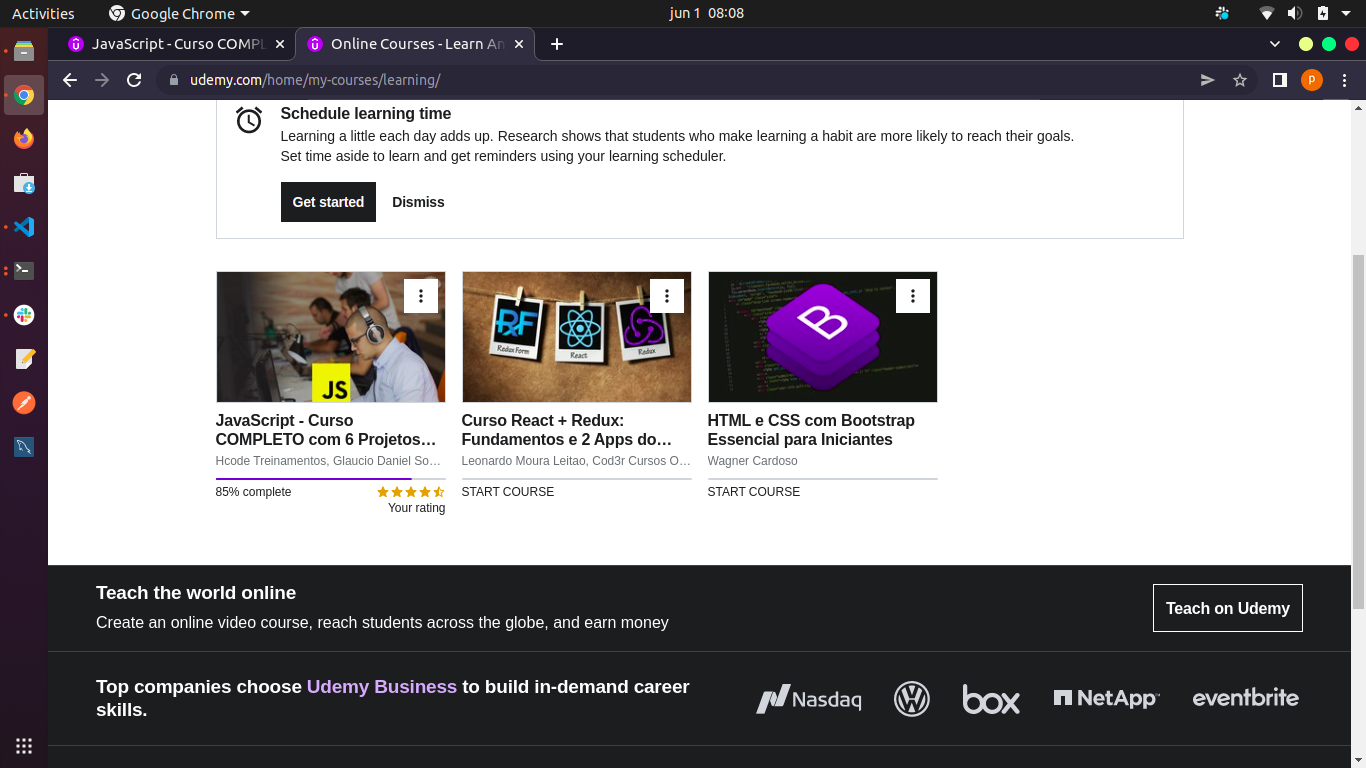 Activities
Google Chrome
jun 1 08:08
JavaScript - Curso COMPL
Online Courses - Learn An
udemy.com/home/my-courses/learning/
p
Schedule learning time
Learning a little each day adds up. Research shows that students who make learning a habit are more likely to reach their goals.
Set time aside to learn and get reminders using your learning scheduler.
Get started
Dismiss
JS
RF
Redux Form
React
Redux
B
JavaScript - Curso
COMPLETO com 6 Projetos…
Hcode Treinamentos, Glaucio Daniel So…
85% complete
Your rating
Curso React + Redux:
Fundamentos e 2 Apps do…
Leonardo Moura Leitao, Cod3r Cursos O…
START COURSE
HTML e CSS com Bootstrap
Essencial para Iniciantes
Wagner Cardoso
START COURSE
Teach the world online
Create an online video course, reach students across the globe, and earn money
Teach on Udemy
Top companies choose Udemy Business to build in-demand career
skills.
Nasdaq
box
NetApp
eventbrite